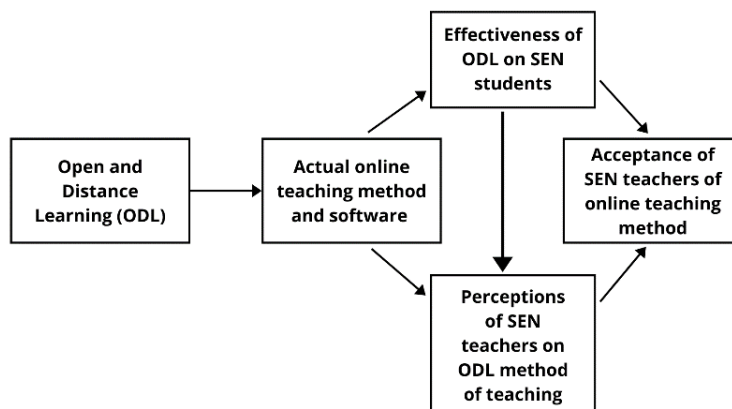 Effectiveness of
ODL on SEN
students
Open and
Distance
Learning (ODL)
Actual online
teaching method
and software
Acceptance of
SEN teachers of
online teaching
method
Perceptions
of SEN
teachers on
ODL method
of teaching